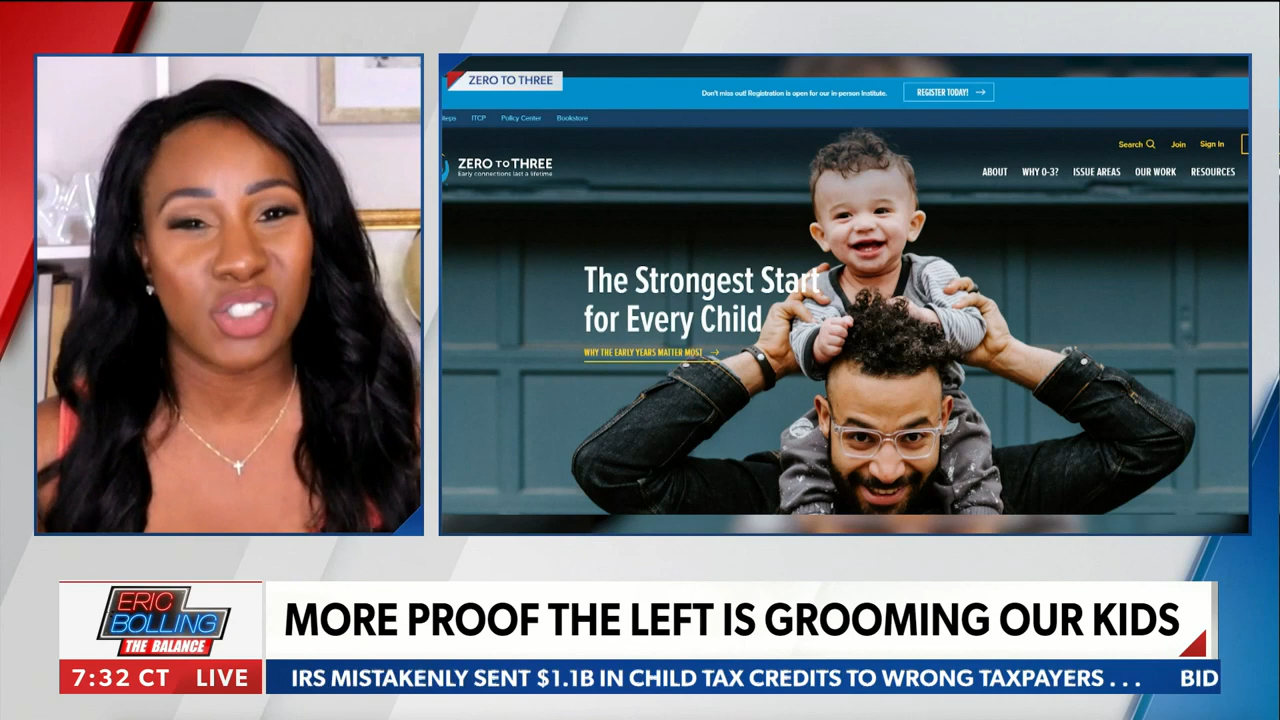 ZERO TO THREE
Don't miss out! Registration is open for our in-person Institute.
REGISTER TODAY! →
ITCP Policy Center Bookstore
Search Join Sign In
ZERO TO THREE
Early connections last a lifetime
ABOUT WHY 0-3? ISSUE AREAS OUR WORK RESOURCES
The Strongest Start
for Every Child
WHY THE EARLY YEARS MATTER MOST →
ERIC
BOLLING
THE BALANCE
MORE PROOF THE LEFT IS GROOMING OUR KIDS
7:32 CT LIVE
IRS MISTAKENLY SENT $1.1B IN CHILD TAX CREDITS TO WRONG TAXPAYERS . . . BID